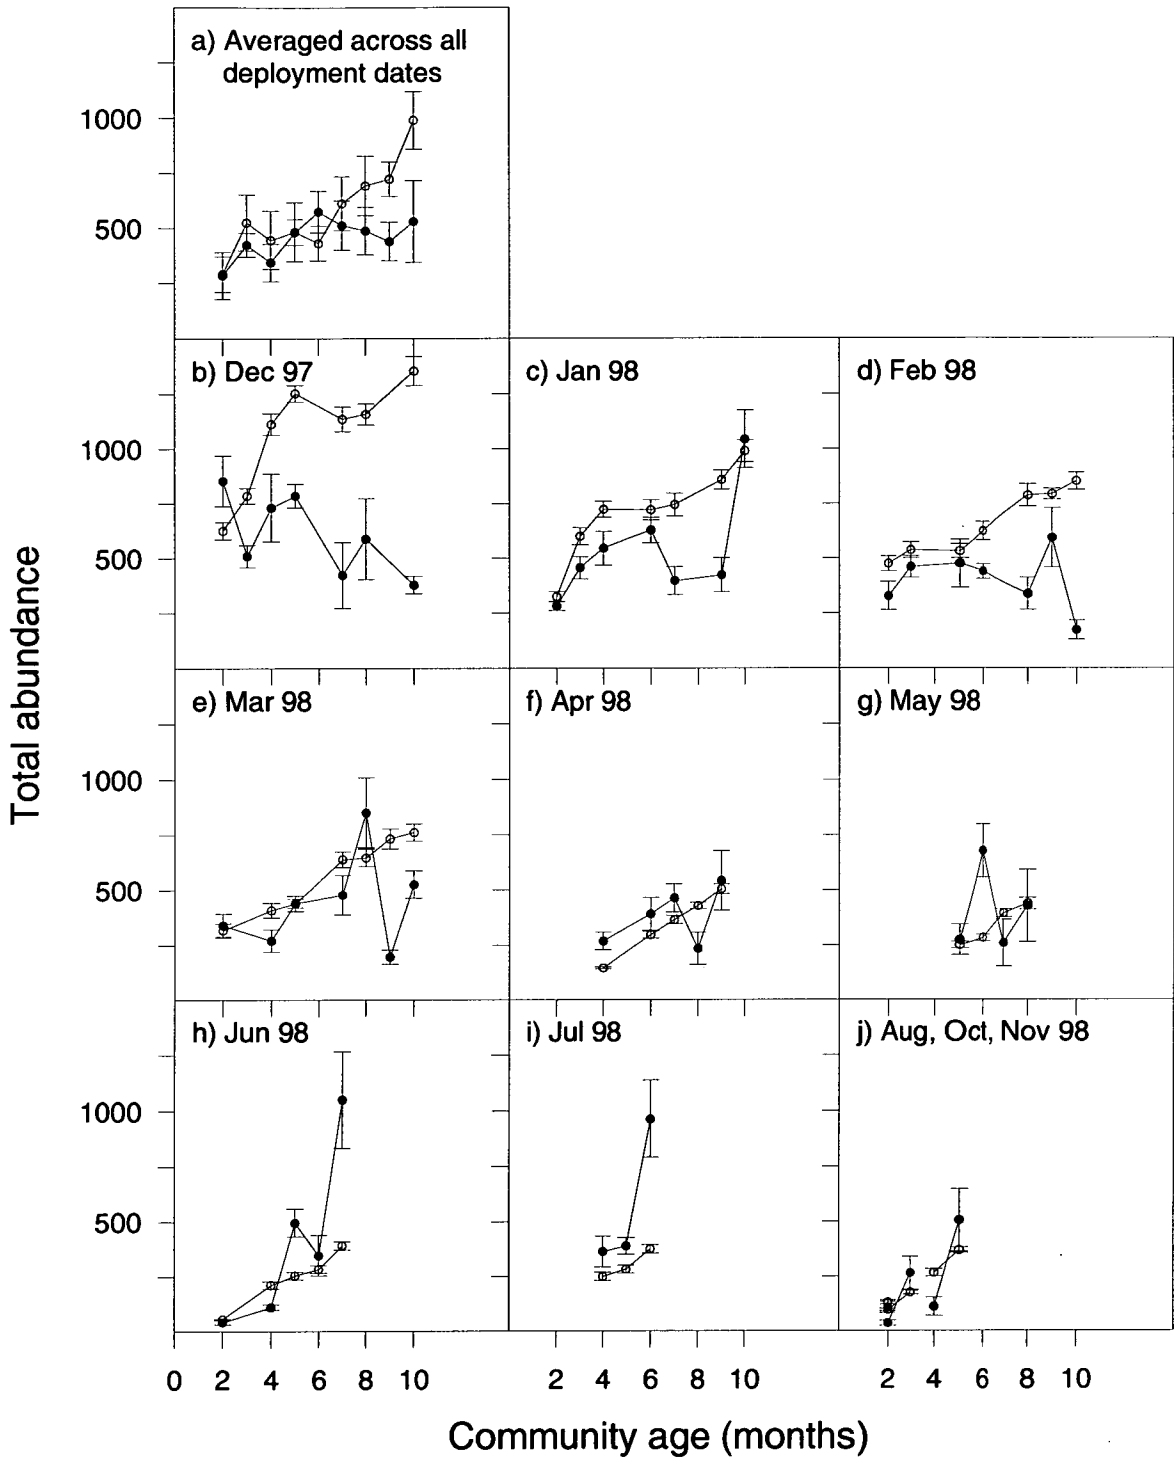 a) Averaged across all
deployment dates
1000
500
b) Dec 97
c) Jan 98
d) Feb 98
1000
500
e) Mar 98
f) Apr 98
g) May 98
1000
500
h) Jun 98
i) Jul 98
j) Aug, Oct, Nov 98
1000
500
0 2 4 6 8 10 2 4 6 8 10 2 4 6 8 10
Total abundance
Community age (months)